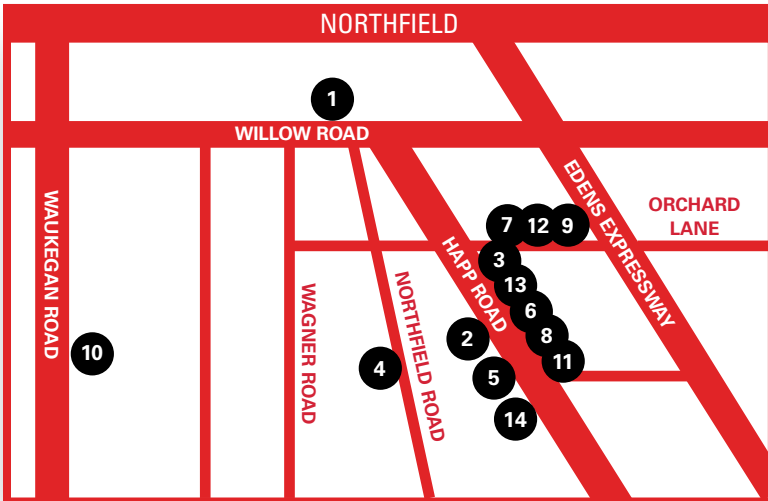 NORTHFIELD
1
WILLOW ROAD
EDENS EXPRESSWAY
ORCHARD
LANE
7
12
9
WAUKEGAN ROAD
HAPP ROAD
3
13
WAGNER ROAD
NORTHFIELD ROAD
6
2
8
10
11
4
5
14